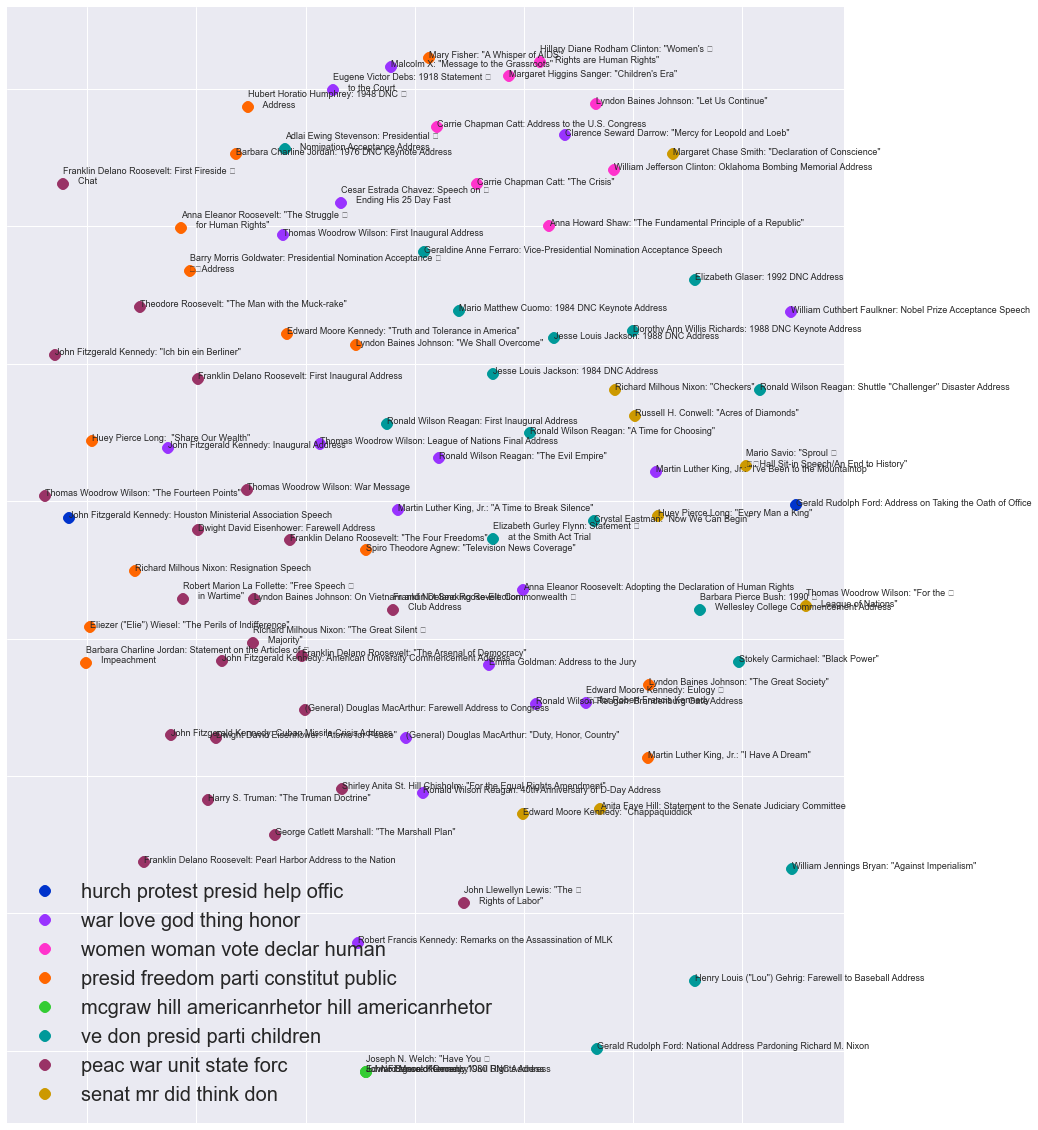 Mary Fisher: "A Whisper of AIDS"
Hillary Diane Rodham Clinton: "Women's
Rights are Human Rights"
Malcolm X: "Message to the Grassroots"
Margaret Higgins Sanger: "Children's Era"
Eugene Victor Debs: 1918 Statement
to the Court
Hubert Horatio Humphrey: 1948 DNC
Address
Lyndon Baines Johnson: "Let Us Continue"
Carrie Chapman Catt: Address to the U.S. Congress
Clarence Seward Darrow: "Mercy for Leopold and Loeb"
Adlai Ewing Stevenson: Presidential
Nomination Acceptance Address
Barbara Charline Jordan: 1976 DNC Keynote Address
Margaret Chase Smith: "Declaration of Conscience"
William Jefferson Clinton: Oklahoma Bombing Memorial Address
Franklin Delano Roosevelt: First Fireside
Chat
Carrie Chapman Catt: "The Crisis"
Cesar Estrada Chavez: Speech on
Ending His 25 Day Fast
Anna Eleanor Roosevelt: "The Struggle
for Human Rights"
Anna Howard Shaw: "The Fundamental Principle of a Republic"
Thomas Woodrow Wilson: First Inaugural Address
Geraldine Anne Ferraro: Vice-Presidential Nomination Acceptance Speech
Barry Morris Goldwater: Presidential Nomination Acceptance
Address
Elizabeth Glaser: 1992 DNC Address
Theodore Roosevelt: "The Man with the Muck-rake"
Mario Matthew Cuomo: 1984 DNC Keynote Address
William Cuthbert Faulkner: Nobel Prize Acceptance Speech
Edward Moore Kennedy: "Truth and Tolerance in America"
Dorothy Ann Willis Richards: 1988 DNC Keynote Address
Jesse Louis Jackson: 1988 DNC Address
Lyndon Baines Johnson: "We Shall Overcome"
John Fitzgerald Kennedy: "Ich bin ein Berliner"
Franklin Delano Roosevelt: First Inaugural Address
Jesse Louis Jackson: 1984 DNC Address
Richard Milhous Nixon: "Checkers"
Ronald Wilson Reagan: Shuttle "Challenger" Disaster Address
Russell H. Conwell: "Acres of Diamonds"
Ronald Wilson Reagan: First Inaugural Address
Ronald Wilson Reagan: "A Time for Choosing"
Huey Pierce Long: "Share Our Wealth"
John Fitzgerald Kennedy: Inaugural Address
Thomas Woodrow Wilson: League of Nations Final Address
Ronald Wilson Reagan: "The Evil Empire"
Mario Savio: "Sproul
Hall Sit-in Speech/An End to History"
Martin Luther King, Jr.: "I've Been to the Mountaintop"
Thomas Woodrow Wilson: "The Fourteen Points"
Thomas Woodrow Wilson: War Message
Gerald Rudolph Ford: Address on Taking the Oath of Office
Martin Luther King, Jr.: "A Time to Break Silence"
John Fitzgerald Kennedy: Houston Ministerial Association Speech
Huey Pierce Long: "Every Man a King"
Crystal Eastman: "Now We Can Begin"
Dwight David Eisenhower: Farewell Address
Elizabeth Gurley Flynn: Statement
at the Smith Act Trial
Franklin Delano Roosevelt: "The Four Freedoms"
Spiro Theodore Agnew: "Television News Coverage"
Richard Milhous Nixon: Resignation Speech
Robert Marion La Follette: "Free Speech
in Wartime"
Anna Eleanor Roosevelt: Adopting the Declaration of Human Rights
Lyndon Baines Johnson: On Vietnam and Not Seeking Re-Election
Franklin Delano Roosevelt: Commonwealth
Club Address
Barbara Pierce Bush: 1990
Wellesley College Commencement Address
Thomas Woodrow Wilson: "For the
League of Nations"
Eliezer ("Elie") Wiesel: "The Perils of Indifference"
Richard Milhous Nixon: "The Great Silent
Majority"
Barbara Charline Jordan: Statement on the Articles of
Impeachment
Franklin Delano Roosevelt: "The Arsenal of Democracy"
John Fitzgerald Kennedy: American University Commencement Address
Emma Goldman: Address to the Jury
Stokely Carmichael: "Black Power"
Lyndon Baines Johnson: "The Great Society"
Edward Moore Kennedy: Eulogy
for Robert Francis Kennedy
Ronald Wilson Reagan: Brandenburg Gate Address
(General) Douglas MacArthur: Farewell Address to Congress
John Fitzgerald Kennedy: Cuban Missile Crisis Address
Dwight David Eisenhower: "Atoms for Peace"
(General) Douglas MacArthur: "Duty, Honor, Country"
Martin Luther King, Jr.: "I Have A Dream"
Shirley Anita St. Hill Chisholm: "For the Equal Rights Amendment"
Ronald Wilson Reagan: 40th Anniversary of D-Day Address
Harry S. Truman: "The Truman Doctrine"
Anita Faye Hill: Statement to the Senate Judiciary Committee
Edward Moore Kennedy: "Chappaquiddick"
George Catlett Marshall: "The Marshall Plan"
Franklin Delano Roosevelt: Pearl Harbor Address to the Nation
William Jennings Bryan: "Against Imperialism"
John Llewellyn Lewis: "The
Rights of Labor"
Robert Francis Kennedy: Remarks on the Assassination of MLK
Henry Louis ("Lou") Gehrig: Farewell to Baseball Address
Gerald Rudolph Ford: National Address Pardoning Richard M. Nixon
Joseph N. Welch: "Have You
hurch protest presid help offic
war love god thing honor
women woman vote declar human
presid freedom parti constitut public
mcgraw hill americanrhetor hill americanrhetor
ve don presid parti children
peac war unit state forc
senat mr did think don